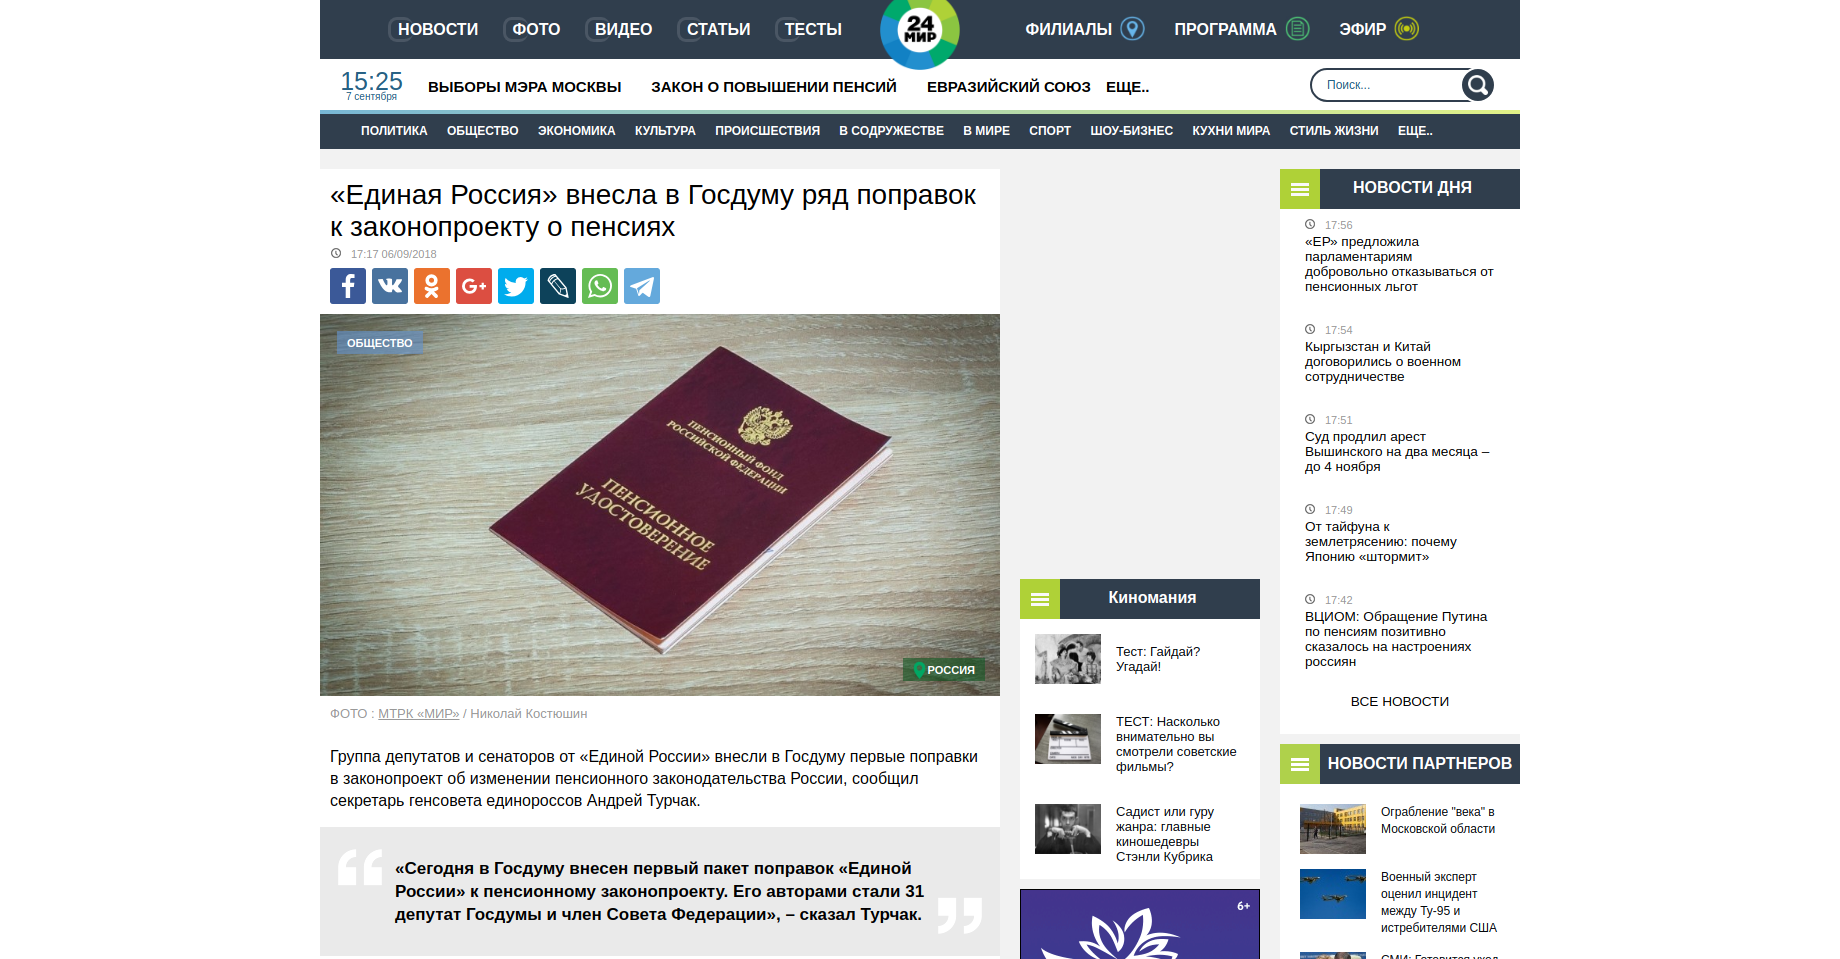 НОВОСТИ ФОТО ВИДЕО СТАТЬИ ТЕСТЫ 24 МИР ФИЛИАЛЫ ПРОГРАММА ЭФИР
15:25
7 сентября
ВЫБОРЫ МЭРА МОСКВЫ ЗАКОН О ПОВЫШЕНИИ ПЕНСИЙ ЕВРАЗИЙСКИЙ СОЮЗ ЕЩЕ..
Поиск...
ПОЛИТИКА ОБЩЕСТВО ЭКОНОМИКА КУЛЬТУРА ПРОИСШЕСТВИЯ В СОДРУЖЕСТВЕ В МИРЕ СПОРТ ШОУ-БИЗНЕС КУХНИ МИРА СТИЛЬ ЖИЗНИ ЕЩЕ..
«Единая Россия» внесла в Госдуму ряд поправок
к законопроекту о пенсиях
17:17 06/09/2018
ОБЩЕСТВО
ПЕНСИОННЫЙ ФОНД
РОССИЙСКОЙ ФЕДЕРАЦИИ
ПЕНСИОННОЕ
УДОСТОВЕРЕНИЕ
РОССИЯ
ФОТО : МТРК «МИР» / Николай Костюшин
Группа депутатов и сенаторов от «Единой России» внесли в Госдуму первые поправки
в законопроект об изменении пенсионного законодательства России, сообщил
секретарь генсовета единороссов Андрей Турчак.
«Сегодня в Госдуму внесен первый пакет поправок «Единой
России» к пенсионному законопроекту. Его авторами стали 31
депутат Госдумы и член Совета Федерации», – сказал Турчак.
Киномания
Тест: Гайдай?
Угадай!
ТЕСТ: Насколько
внимательно вы
смотрели советские
фильмы?
Садист или гуру
жанра: главные
киношедевры
Стэнли Кубрика
6+
НОВОСТИ ДНЯ
17:56
«ЕР» предложила
парламентариям
добровольно отказываться от
пенсионных льгот
17:54
Кыргызстан и Китай
договорились о военном
сотрудничестве
17:51
Суд продлил арест
Вышинского на два месяца –
до 4 ноября
17:49
От тайфуна к
землетрясению: почему
Японию «штормит»
17:42
ВЦИОМ: Обращение Путина
по пенсиям позитивно
сказалось на настроениях
россиян
ВСЕ НОВОСТИ
НОВОСТИ ПАРТНЕРОВ
Ограбление "века" в
Московской области
Военный эксперт
оценил инцидент
между Ту-95 и
истребителями США
СМИ: Готовится уход